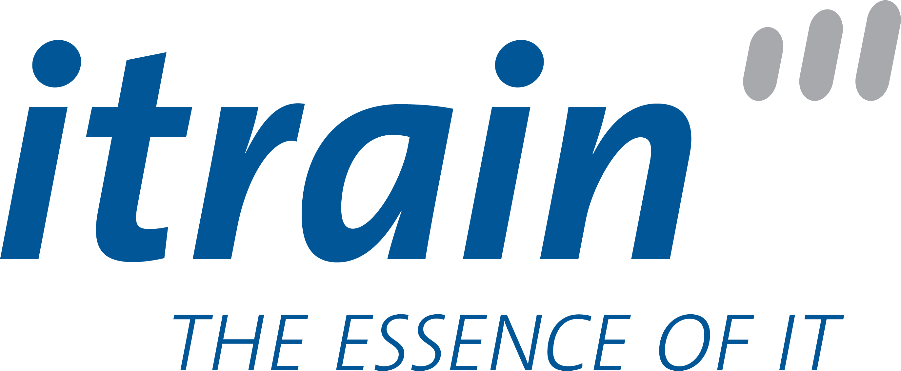 itrain
THE ESSENCE OF IT